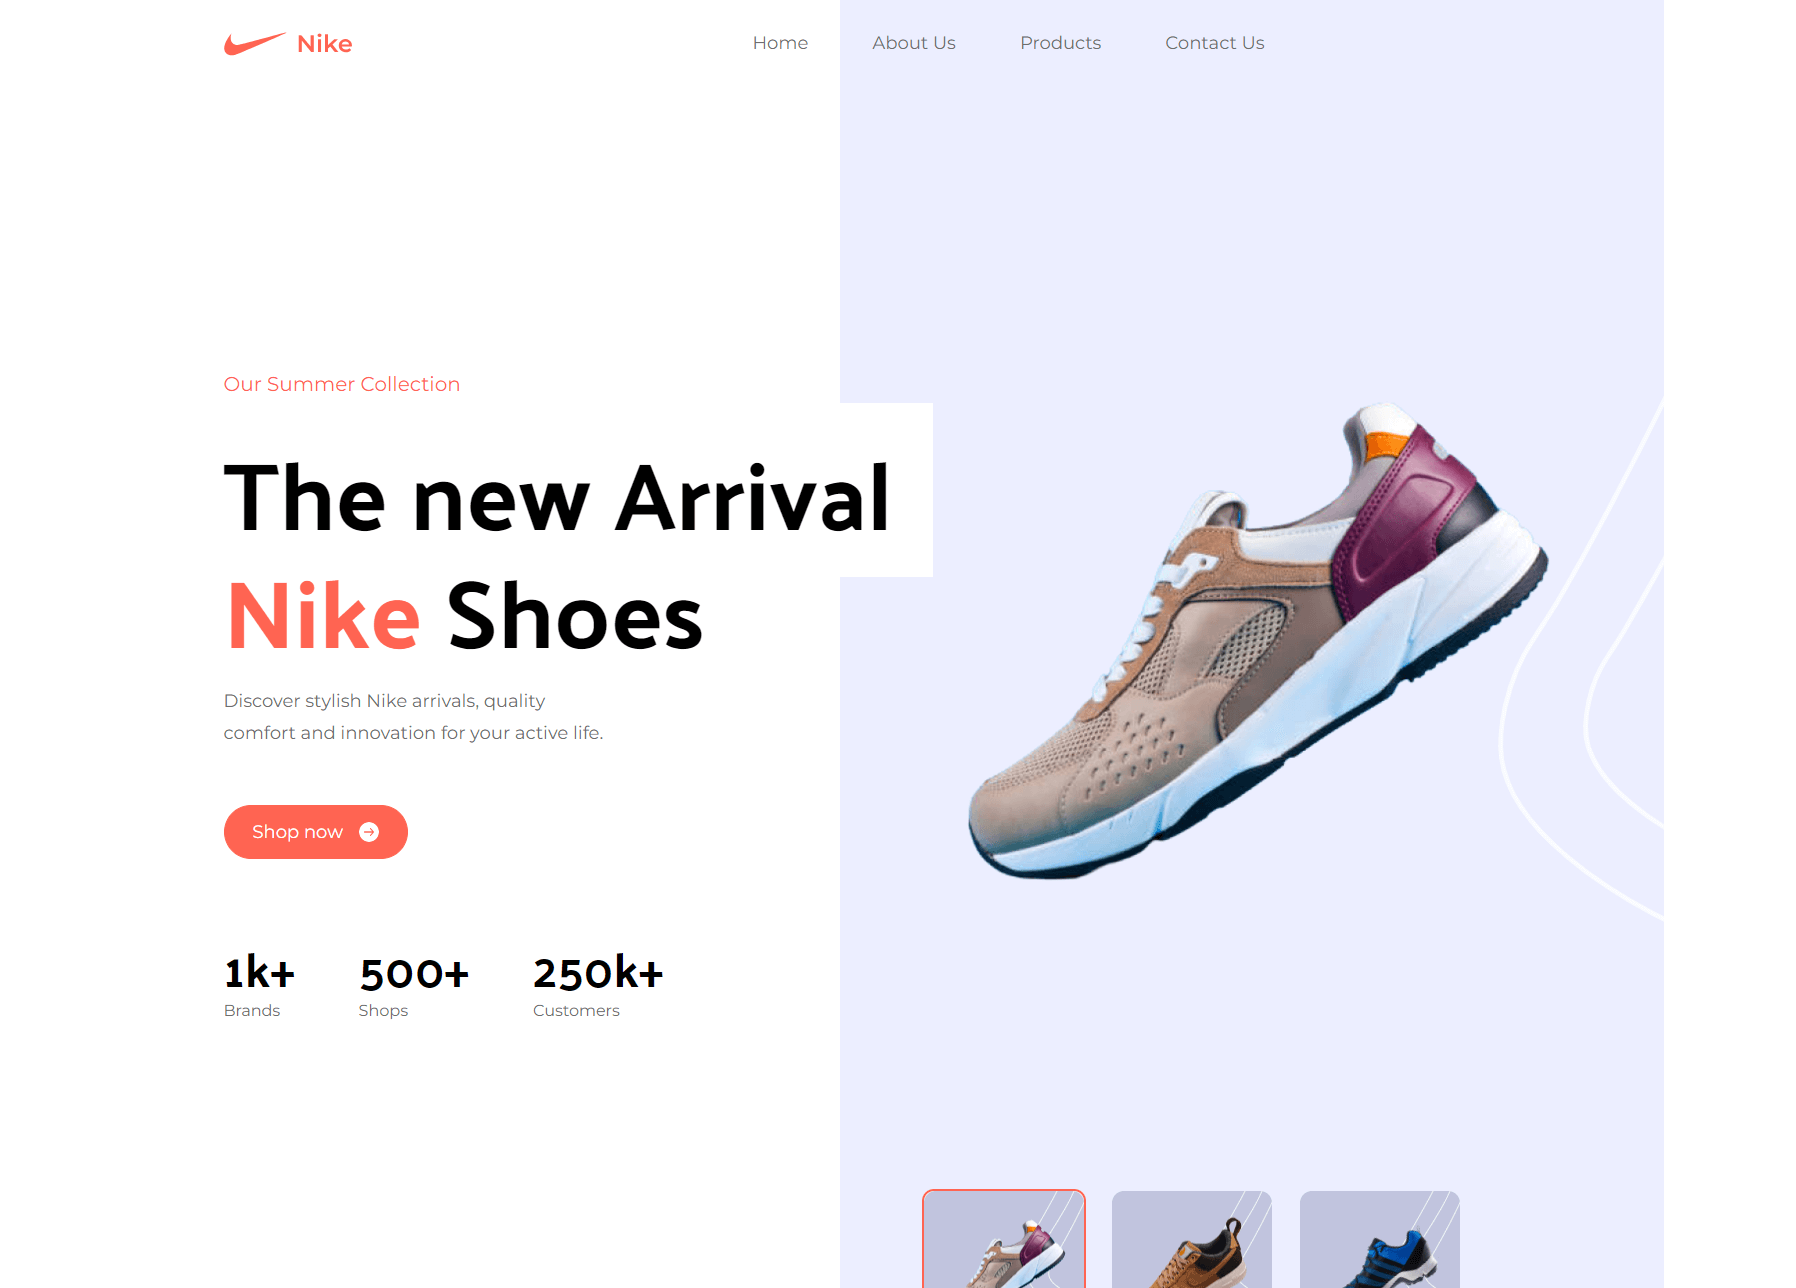 Nike
Home
About Us
Products
Contact Us
Our Summer Collection
The new Arrival
Nike Shoes
Discover stylish Nike arrivals, quality
comfort and innovation for your active life.
Shop now
1k+
Brands
500+
Shops
250k+
Customers